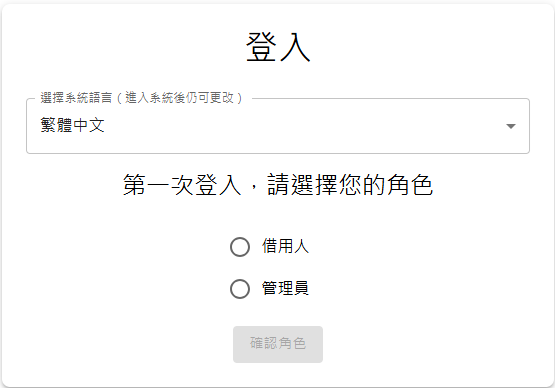 登入
選擇系統語言（進入系統後仍可更改）
繁體中文
第一次登入，請選擇您的角色
借用人
管理員
確認角色